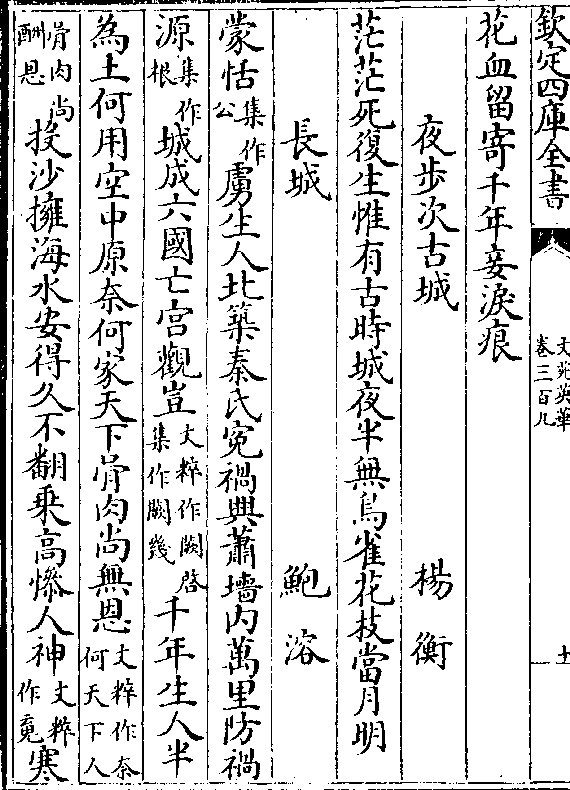 欽定四庫全書
文苑英華
卷三百九
十一
花血留寄千年妾淚痕
夜步次古城 楊衡
茫茫死復生惟有古時城夜半無鳥雀花枝當月明
長城 鮑溶
蒙恬集作公虜生人北築秦氏寃禍興蕭墻内萬里防禍
源集作根城成六國亡宮觀豈文粹作闕啓集作闕幾千年生人半
為土何用空中原奈何家天下骨肉尚無恩文粹作奈何天下人
骨肉尚酬恩投沙擁海水安得久不翻乗高慘人神文粹作竟寒